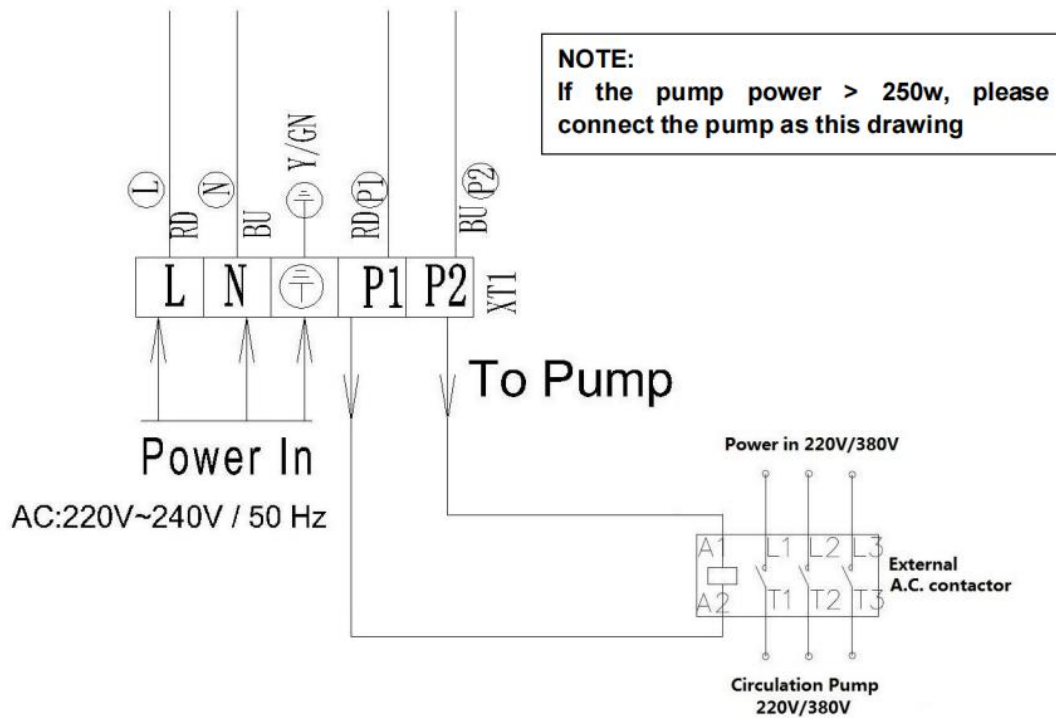 NOTE:
If the pump power > 250w, please
connect the pump as this drawing
L
RD
N
BU
Y/GN
P1
RD
P2
BU
L N P1 P2
XT1
To Pump
Power In
AC:220V~240V / 50 Hz
Power in 220V/380V
A1 L1 L2 L3
A2 T1 T2 T3
External
A.C. contactor
Circulation Pump
220V/380V